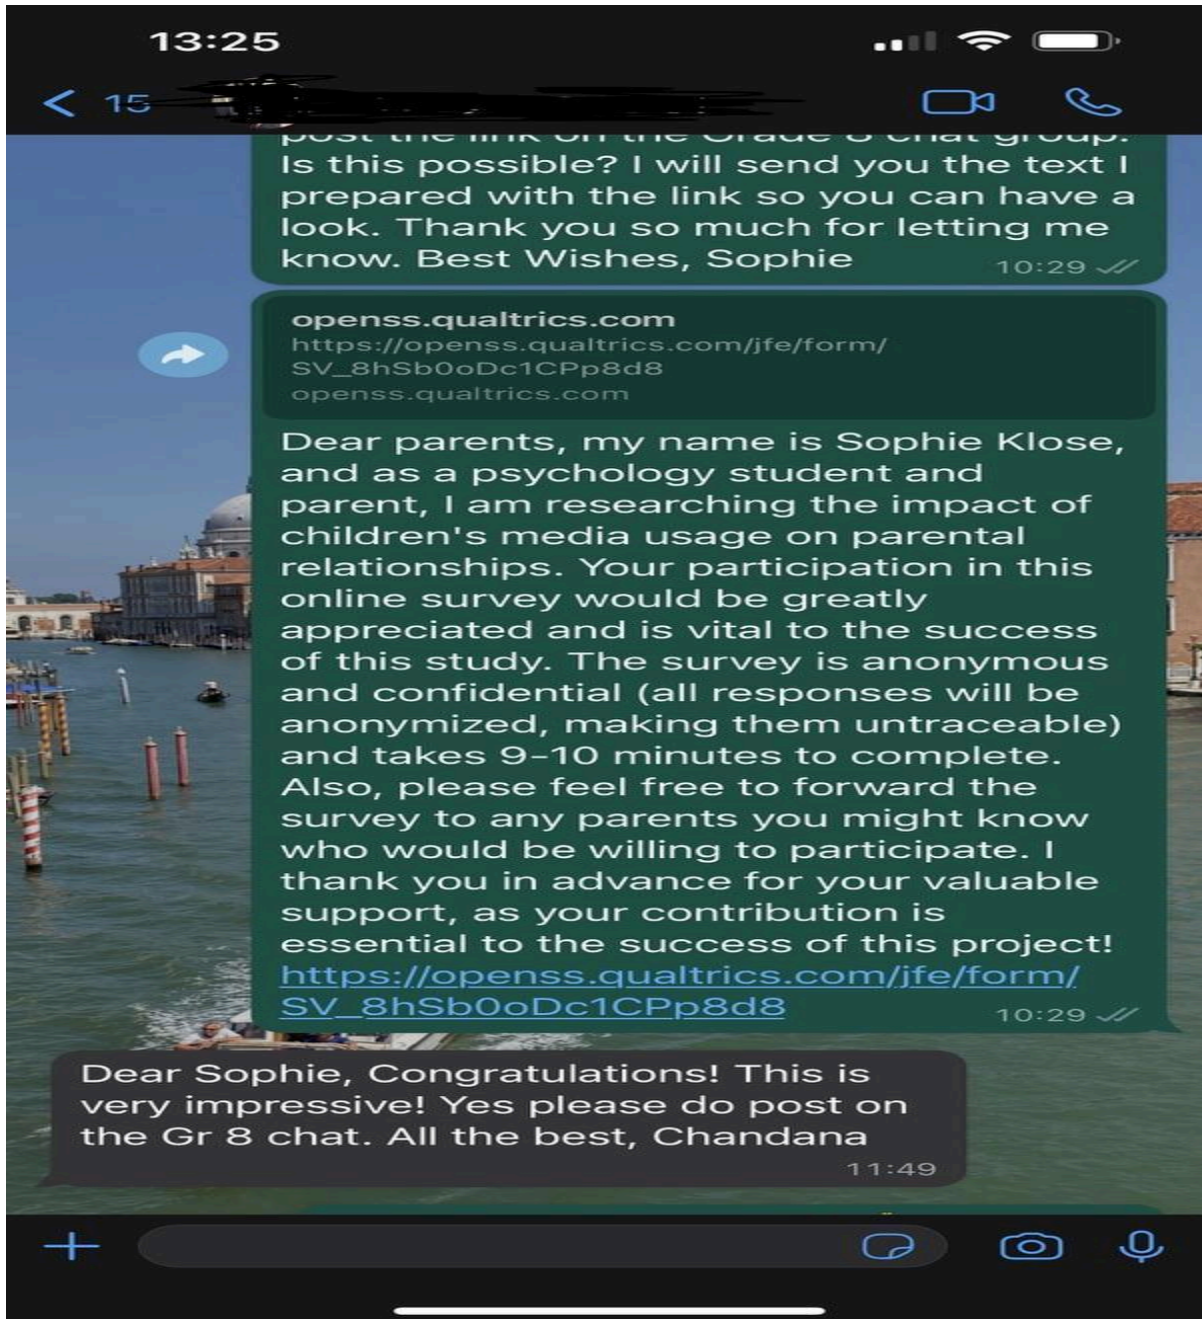 13:25
15
post the link on the Grade 8 chat group.
Is this possible? I will send you the text I
prepared with the link so you can have a
look. Thank you so much for letting me
know. Best Wishes, Sophie
10:29
openss.qualtrics.com
https://openss.qualtrics.com/jfe/form/
SV_8hSb0oDc1CPp8d8
openss.qualtrics.com
Dear parents, my name is Sophie Klose,
and as a psychology student and
parent, I am researching the impact of
children's media usage on parental
relationships. Your participation in this
online survey would be greatly
appreciated and is vital to the success
of this study. The survey is anonymous
and confidential (all responses will be
anonymized, making them untraceable)
and takes 9-10 minutes to complete.
Also, please feel free to forward the
survey to any parents you might know
who would be willing to participate. I
thank you in advance for your valuable
support, as your contribution is
essential to the success of this project!
https://openss.qualtrics.com/jfe/form/
SV_8hSb0oDc1CPp8d8
10:29
Dear Sophie, Congratulations! This is
very impressive! Yes please do post on
the Gr 8 chat. All the best, Chandana
11:49